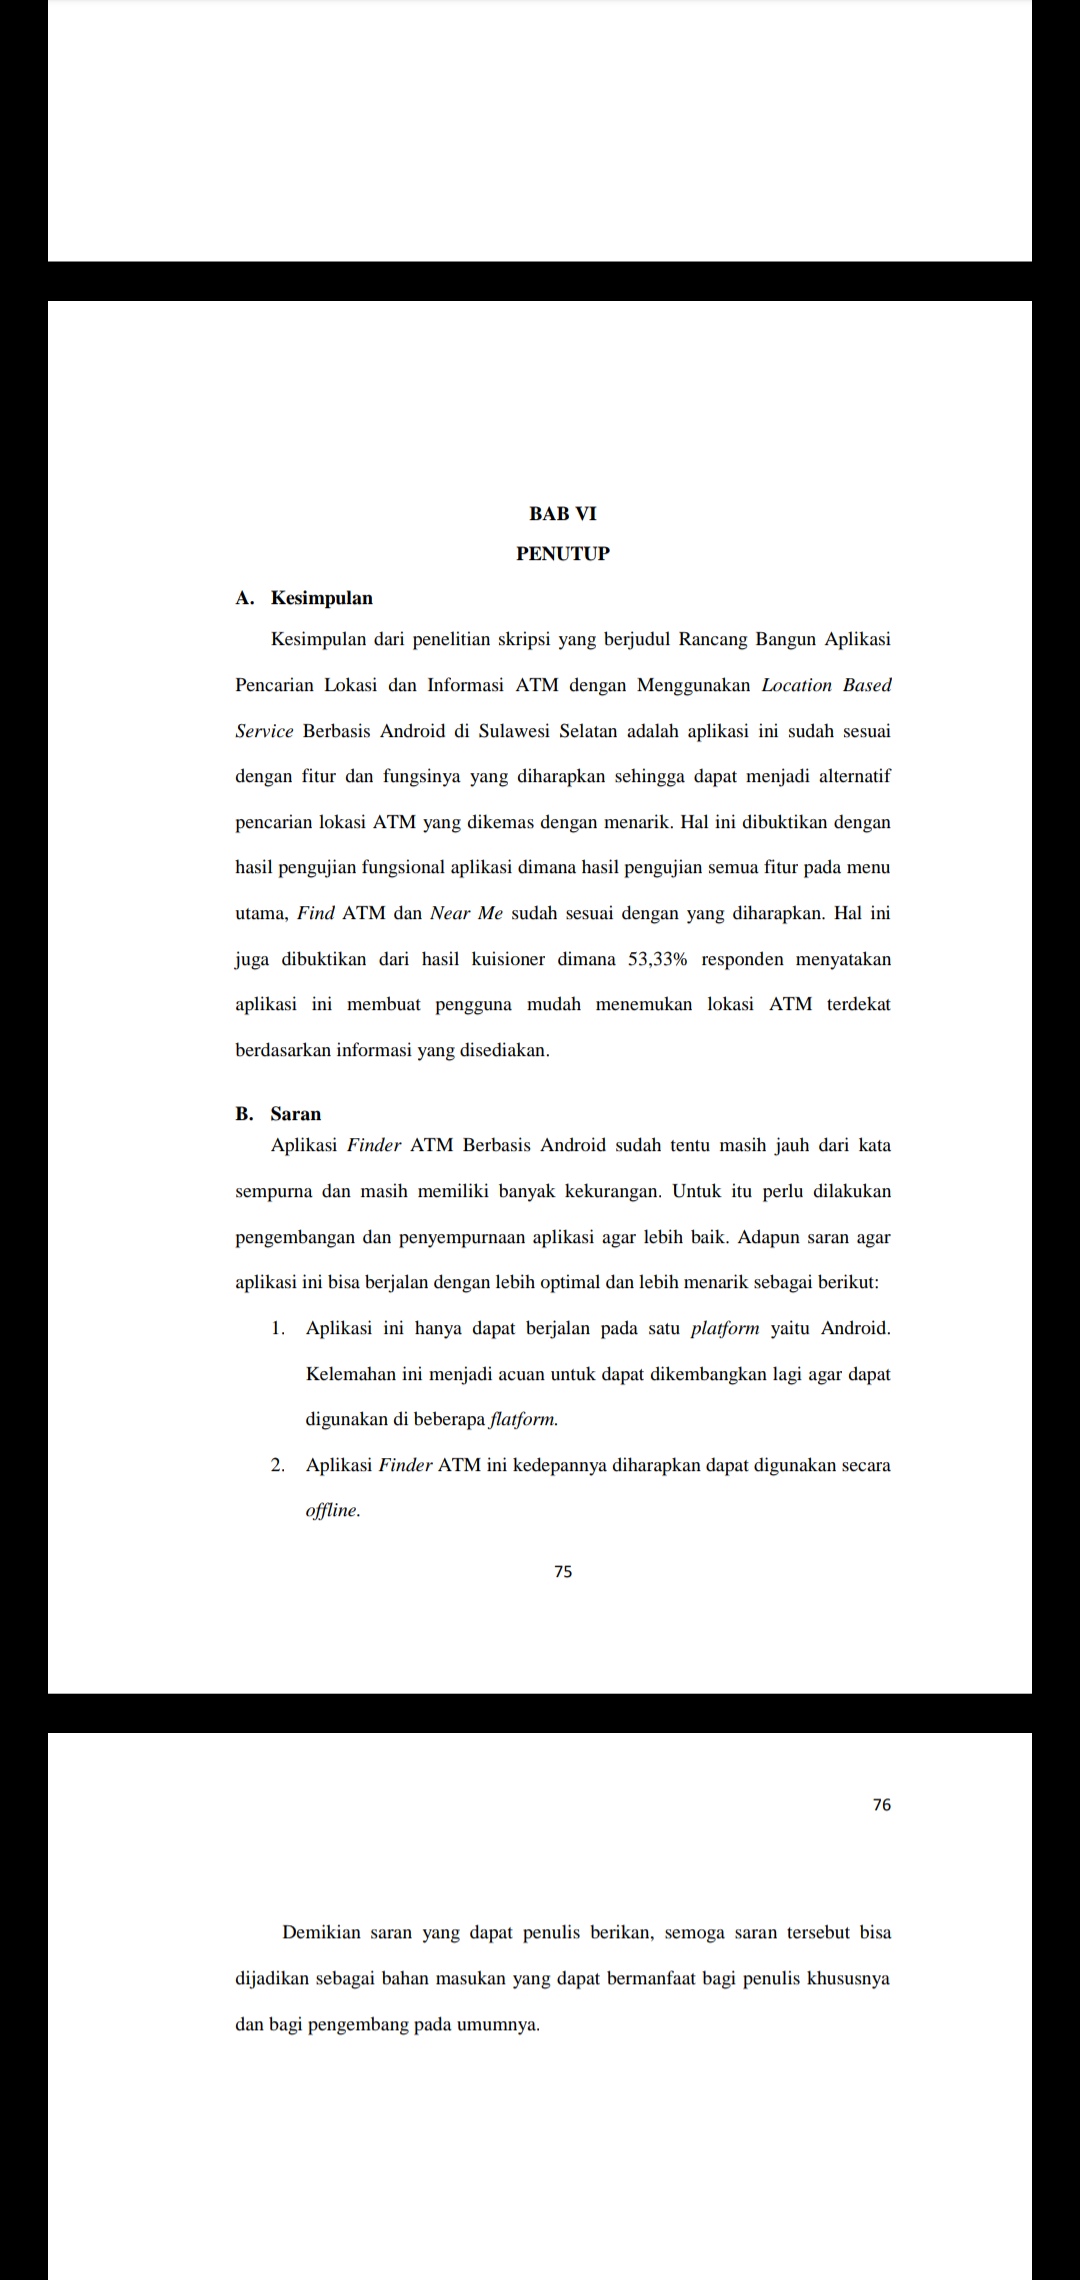 BAB VI
PENUTUP
A. Kesimpulan
Kesimpulan dari penelitian skripsi yang berjudul Rancang Bangun Aplikasi
Pencarian Lokasi dan Informasi ATM dengan Menggunakan Location Based
Service Berbasis Android di Sulawesi Selatan adalah aplikasi ini sudah sesuai
dengan fitur dan fungsinya yang diharapkan sehingga dapat menjadi alternatif
pencarian lokasi ATM yang dikemas dengan menarik. Hal ini dibuktikan dengan
hasil pengujian fungsional aplikasi dimana hasil pengujian semua fitur pada menu
utama, Find ATM dan Near Me sudah sesuai dengan yang diharapkan. Hal ini
juga dibuktikan dari hasil kuisioner dimana 53,33% responden menyatakan
aplikasi ini membuat pengguna mudah menemukan lokasi ATM terdekat
berdasarkan informasi yang disediakan.
B. Saran
Aplikasi Finder ATM Berbasis Android sudah tentu masih jauh dari kata
sempurna dan masih memiliki banyak kekurangan. Untuk itu perlu dilakukan
pengembangan dan penyempurnaan aplikasi agar lebih baik. Adapun saran agar
aplikasi ini bisa berjalan dengan lebih optimal dan lebih menarik sebagai berikut:
1. Aplikasi ini hanya dapat berjalan pada satu platform yaitu Android.
Kelemahan ini menjadi acuan untuk dapat dikembangkan lagi agar dapat
digunakan di beberapa flatform.
2. Aplikasi Finder ATM ini kedepannya diharapkan dapat digunakan secara
offline.
75
76
Demikian saran yang dapat penulis berikan, semoga saran tersebut bisa
dijadikan sebagai bahan masukan yang dapat bermanfaat bagi penulis khususnya
dan bagi pengembang pada umumnya.